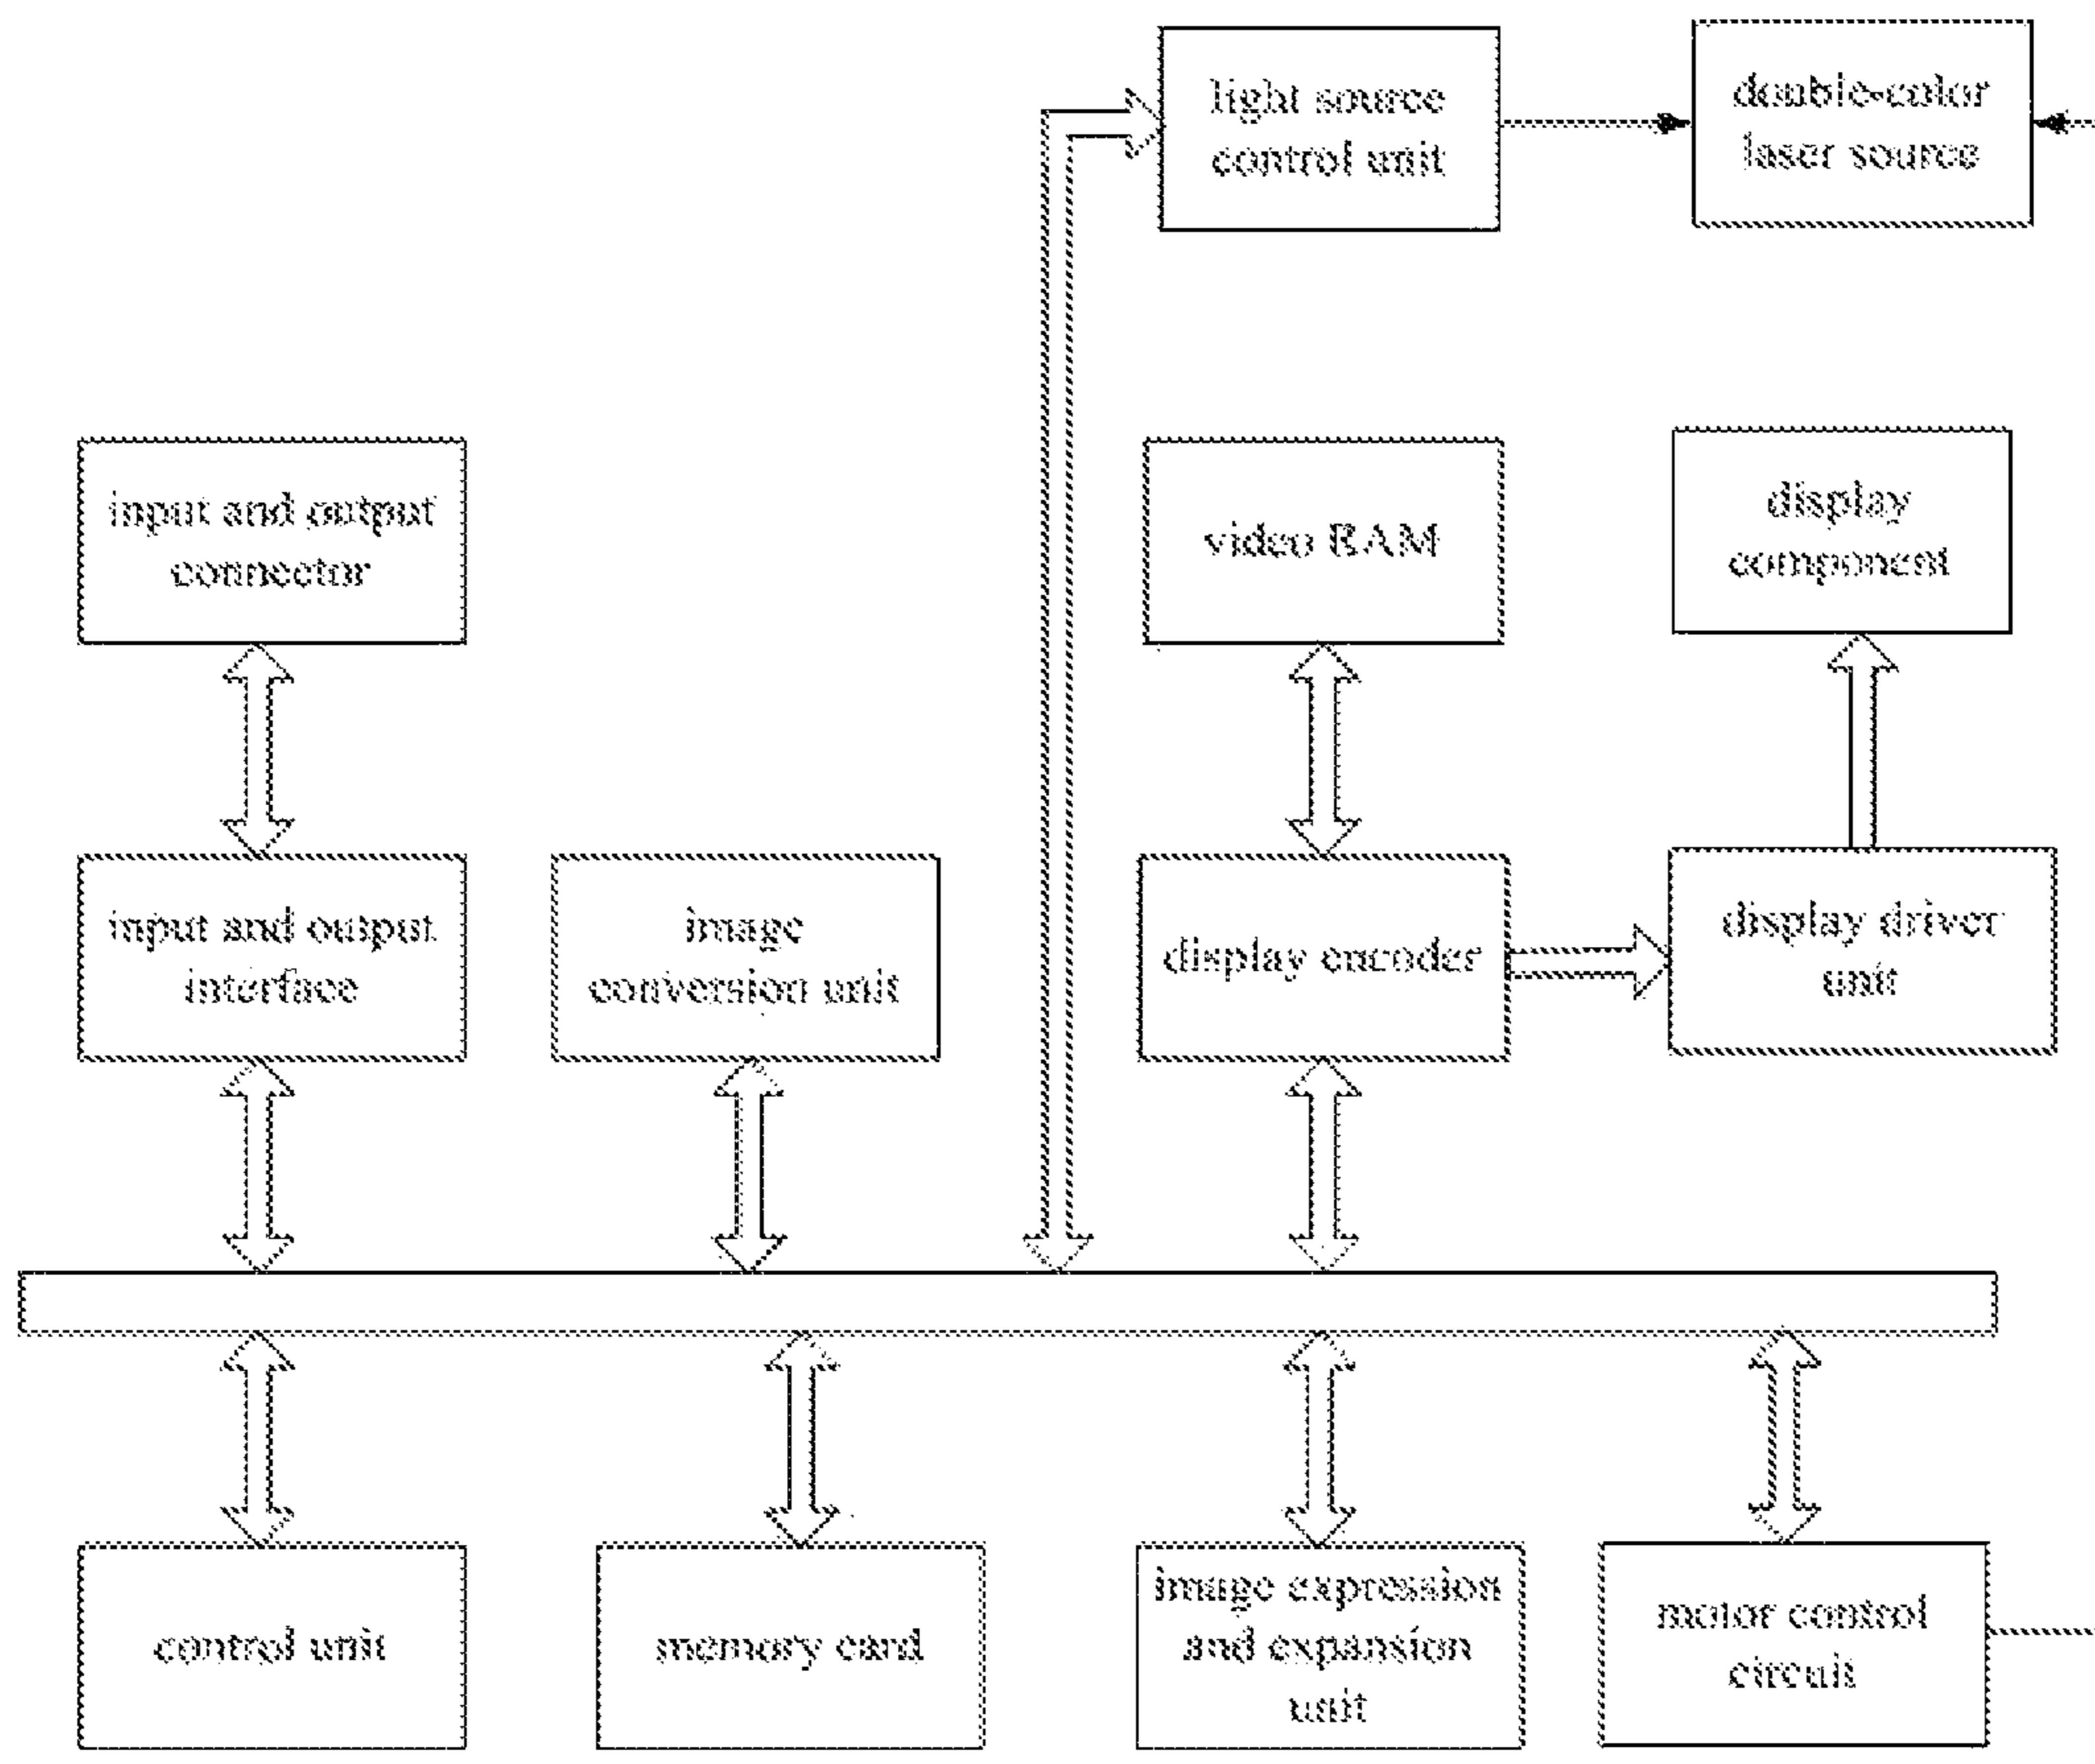 light source
control unit
double-color
laser source
input and output
connector
video RAM
display
component
input and output
interface
image
conversion unit
display encoder
display driver
unit
control unit
memory card
image expression
and expansion
unit
motor control
circuit